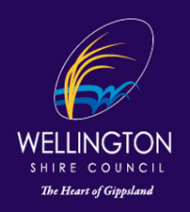 WELLINGTON
SHIRE COUNCIL
The Heart of Gippsland